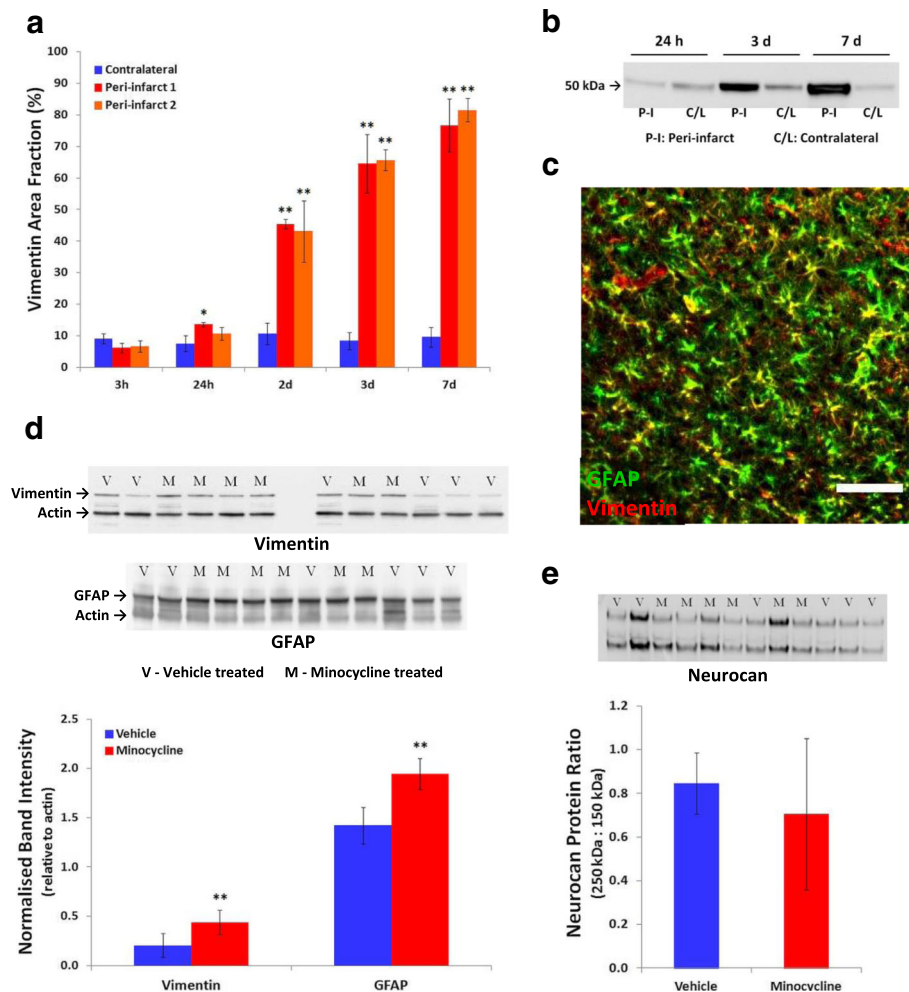 a
Vimentin Area Fraction (%)
100
90
80
70
60
50
40
30
20
10
0
Contralateral
Peri-infarct 1
Peri-infarct 2
*
** **
** **
** **
3h 24h 2d 3d 7d
b
24 h 3 d 7 d
50 kDa →
P-I C/L P-I C/L P-I C/L
P-I: Peri-infarct C/L: Contralateral
c
GFAP
Vimentin
d
V V M M M M V M M V V V
Vimentin →
Actin →
Vimentin
V V M M M M V M M V V V
GFAP →
Actin →
GFAP
V - Vehicle treated M - Minocycline treated
Normalised Band Intensity
(relative to actin)
2.5
2.0
1.5
1.0
0.5
0.0
Vehicle
Minocycline
**
**
Vimentin GFAP
e
V V M M M M V M M V V V
Neurocan
Neurocan Protein Ratio
(250 kDa : 150 kDa)
1.2
1.0
0.8
0.6
0.4
0.2
0.0
Vehicle Minocycline